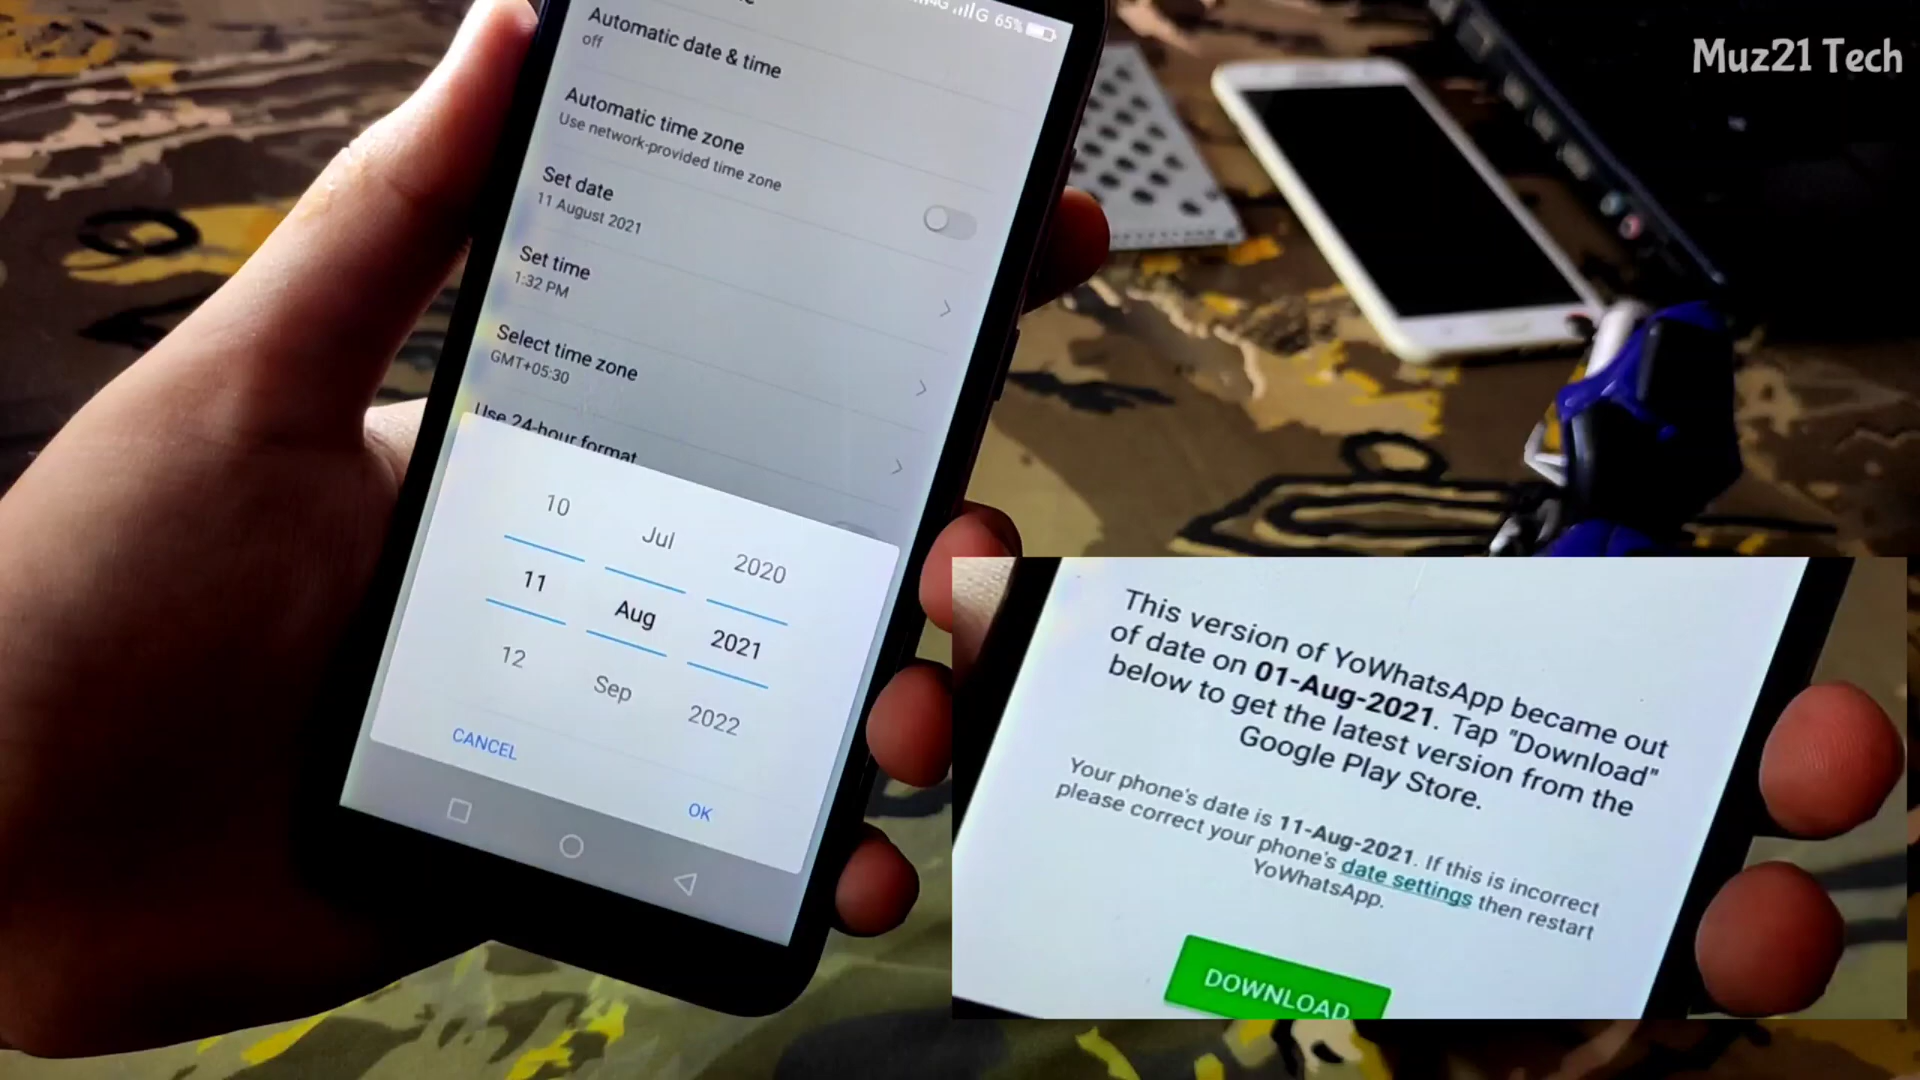 Muz21 Tech
G 65%
Automatic date & time
off
Automatic time zone
Use network-provided time zone
Set date
11 August 2021
Set time
1:32 PM
Select time zone
GMT+05:30
Use 24-hour format
10 Jul 2020
11 Aug 2021
12 Sep 2022
CANCEL
OK
This version of YoWhatsApp became out
of date on 01-Aug-2021. Tap "Download"
below to get the latest version from the
Google Play Store.
Your phone's date is 11-Aug-2021. If this is incorrect
please correct your phone's date settings then restart
YoWhatsApp.
DOWNLOAD